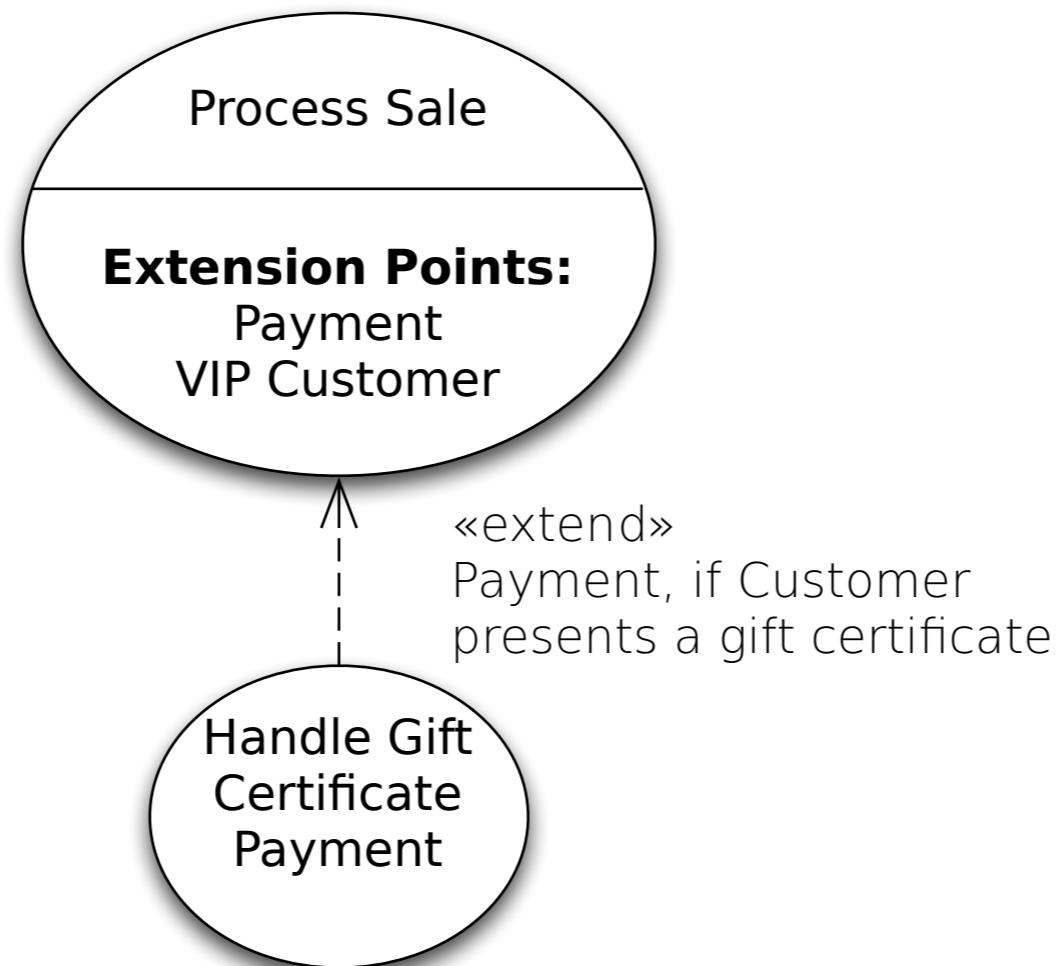 Process Sale
Extension Points:
Payment
VIP Customer
«extend»
Payment, if Customer
presents a gift certificate
Handle Gift
Certificate
Payment